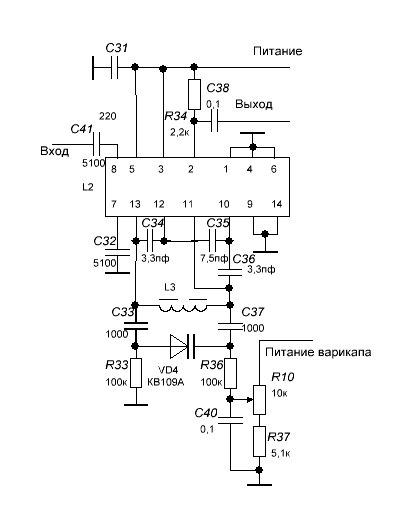 C31
Питание
C38
0,1
Выход
R34
2,2к
220
C41
5100
Вход
8 5 3 2 1 4 6
L2
7 13 12 11 10 9 14
C34
3,3пф
C35
7,5пф
C32
5100
C36
3,3пф
L3
C33
1000
C37
1000
Питание варикапа
R33
100к
VD4
КВ109А
R36
100к
R10
10к
C40
0,1
R37
5,1к